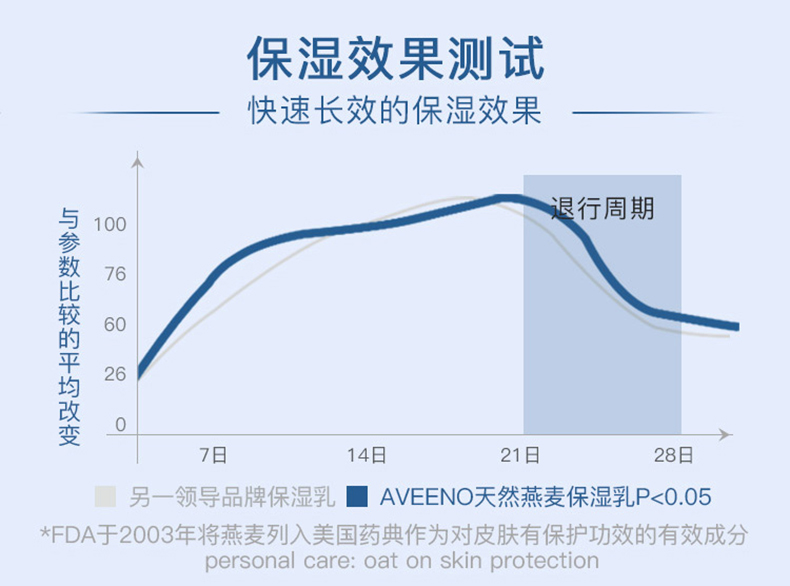 保湿效果测试
快速长效的保湿效果
与参数比较的平均改变
100
76
60
26
0
退行周期
7日
14日
21日
28日
另一领导品牌保湿乳
AVEENO天然燕麦保湿乳P<0.05
*FDA于2003年将燕麦列入美国药典作为对皮肤有保护功效的有效成分
personal care: oat on skin protection